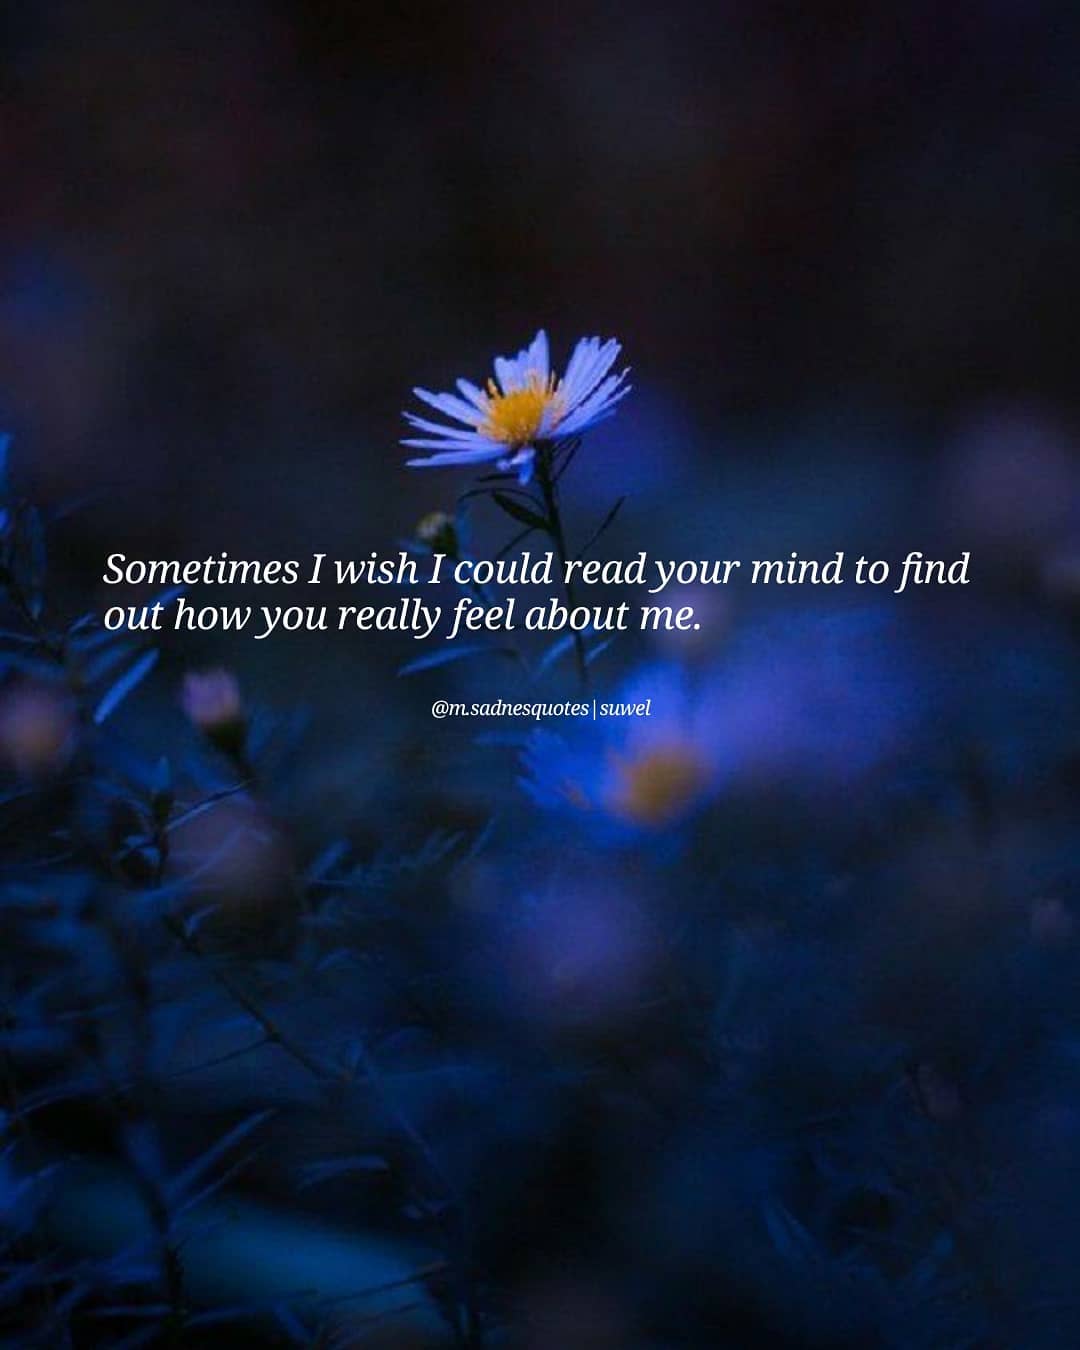 Sometimes I wish I could read your mind to find
out how you really feel about me.
@m.sadnesquotes|suwel